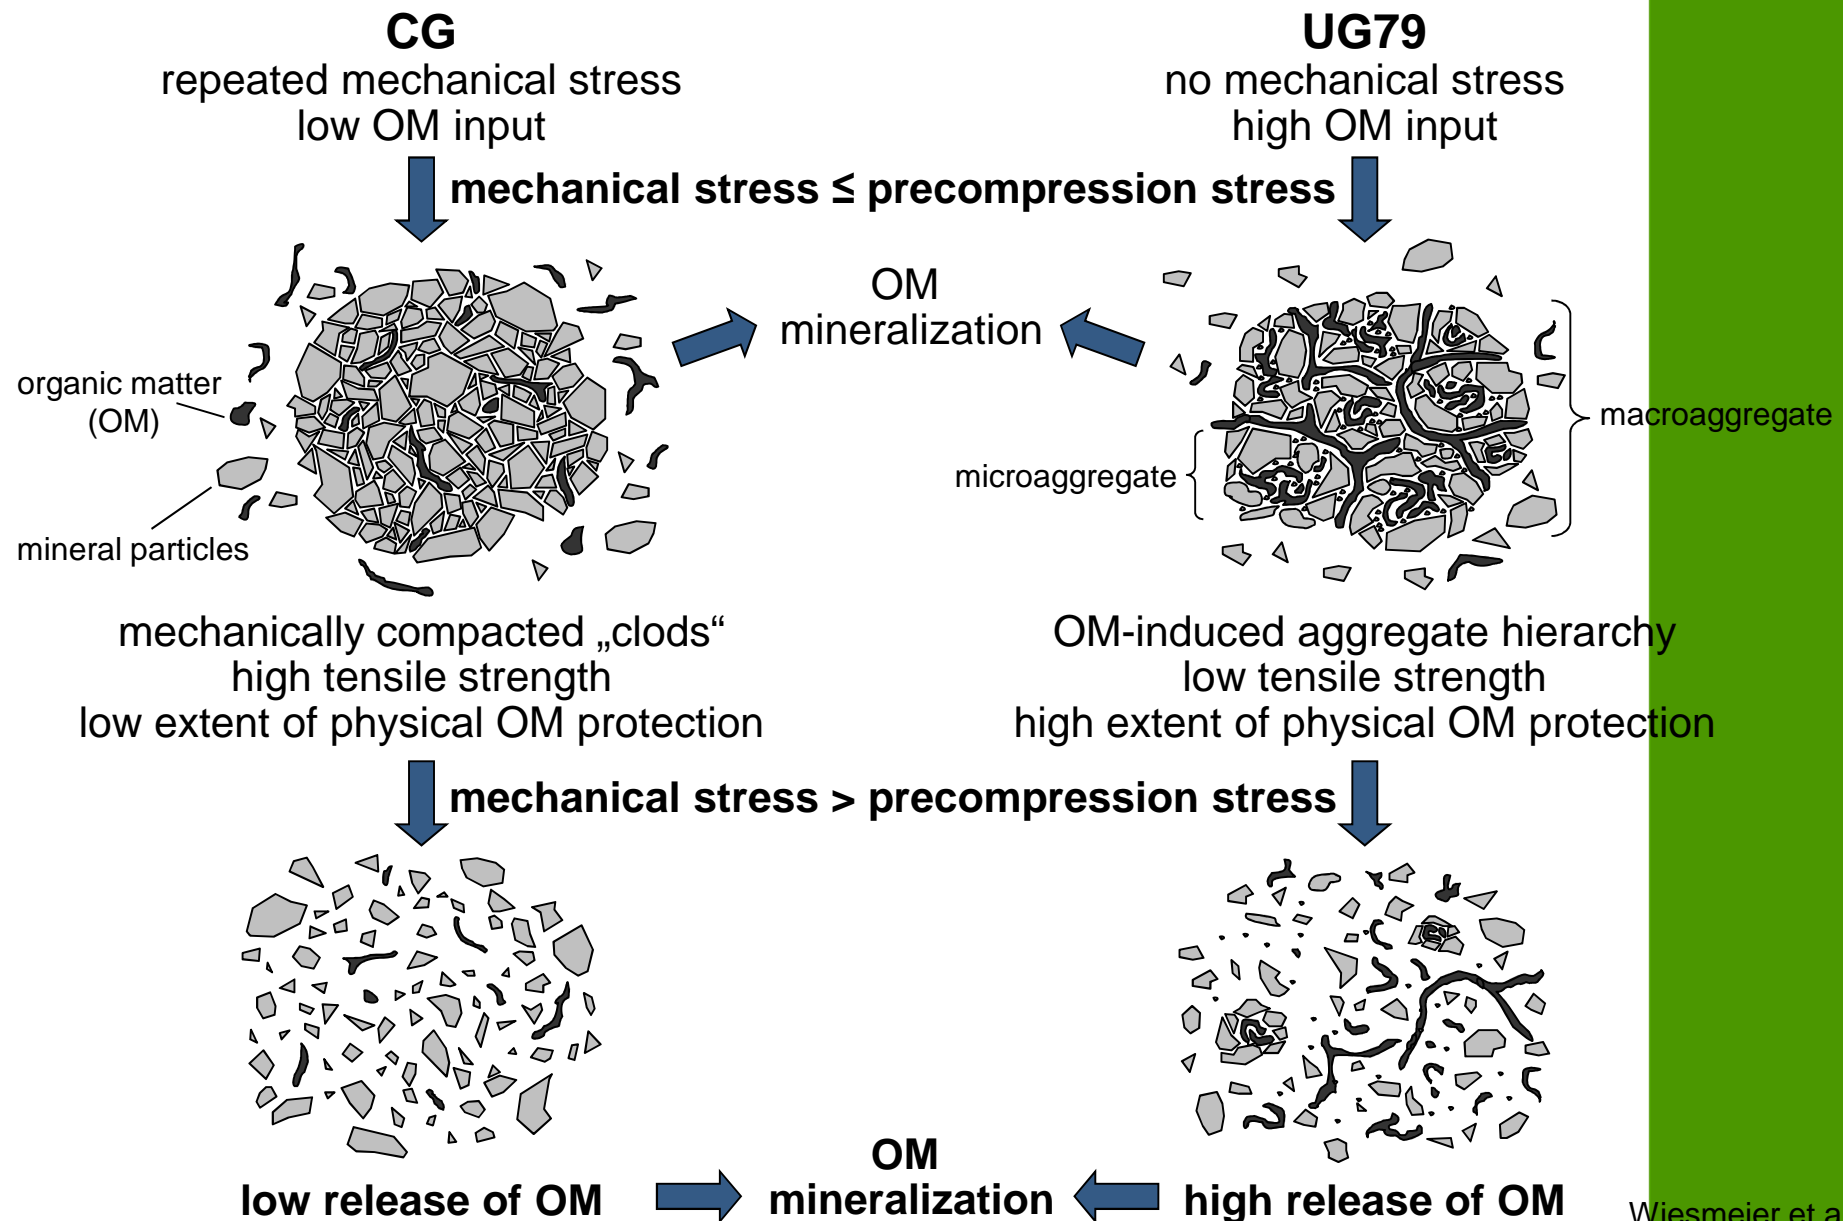 CG
repeated mechanical stress
low OM input
UG79
no mechanical stress
high OM input
mechanical stress ≤ precompression stress
OM
mineralization
organic matter
(OM)
mineral particles
microaggregate
macroaggregate
mechanically compacted „clods“
high tensile strength
low extent of physical OM protection
OM-induced aggregate hierarchy
low tensile strength
high extent of physical OM protection
mechanical stress > precompression stress
low release of OM
OM
mineralization
high release of OM
Wiesmeier et a